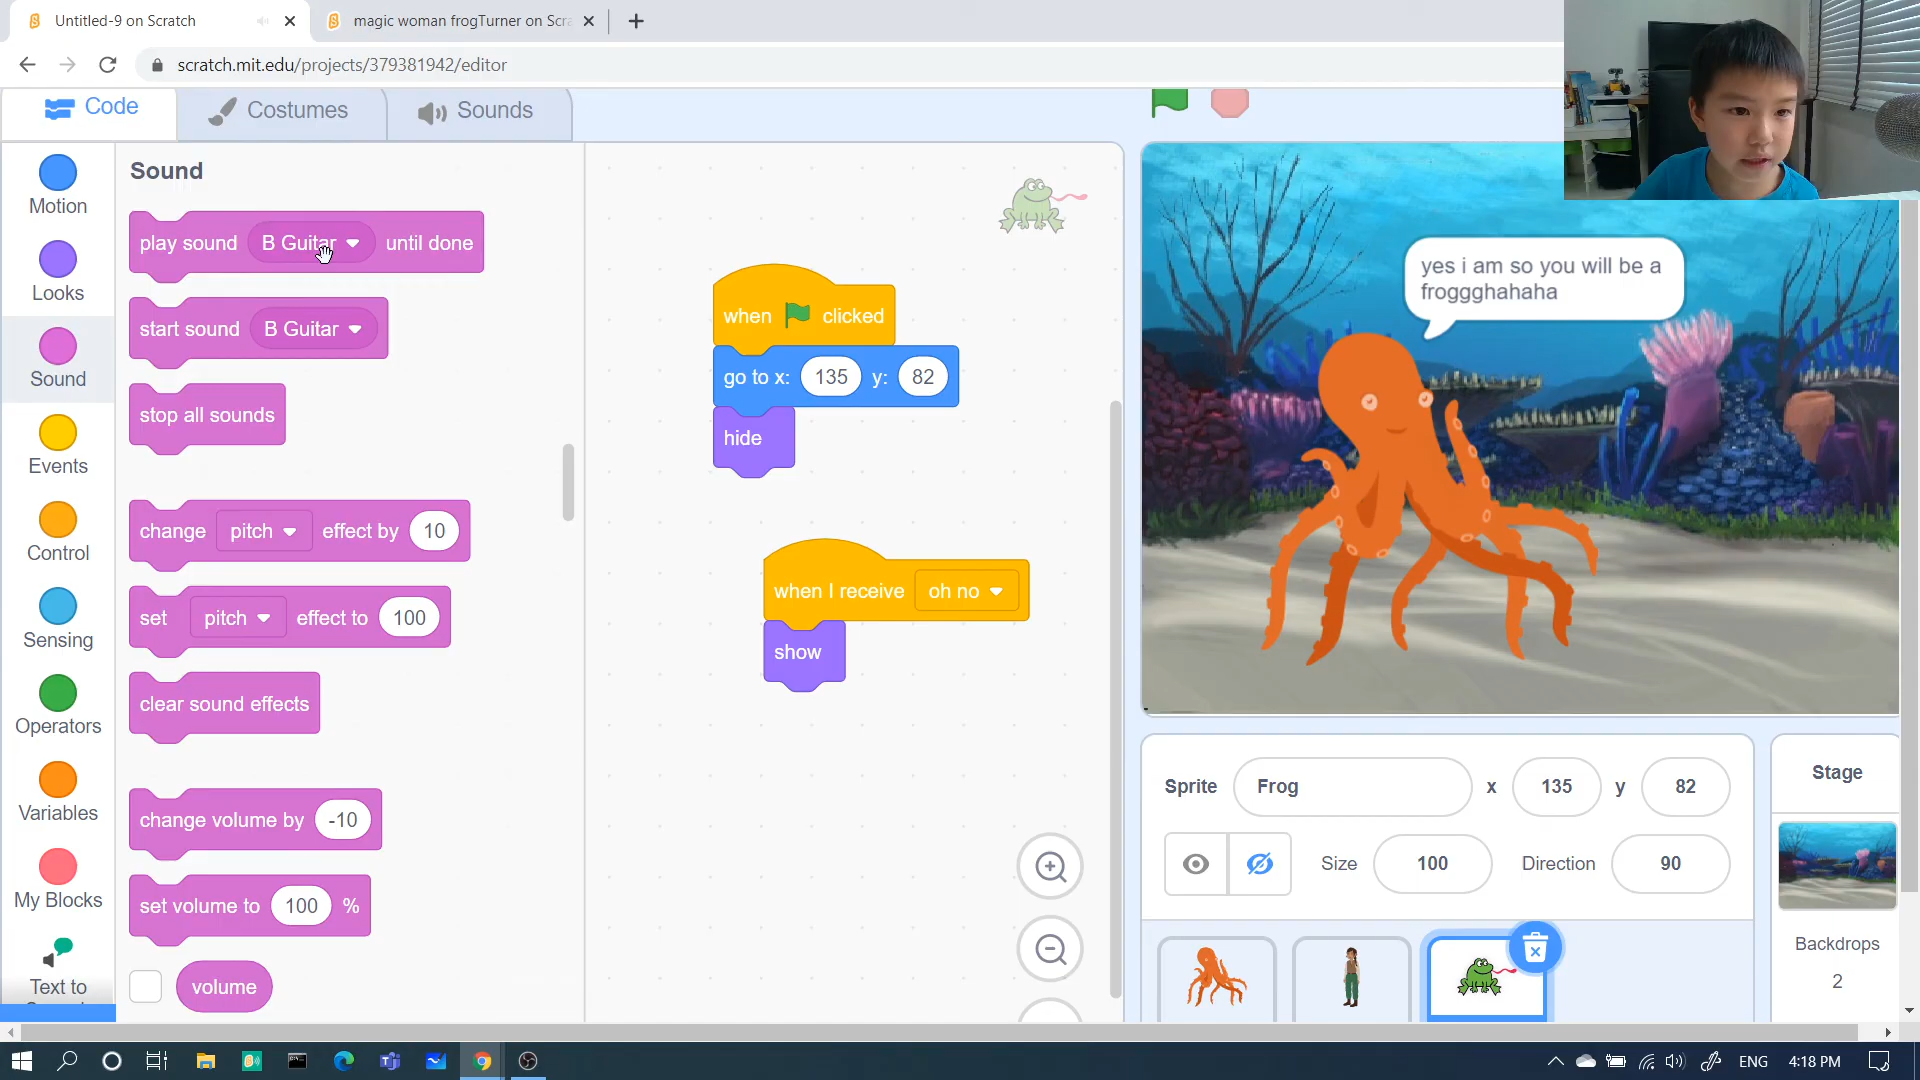 Untitled-9 on Scratch
magic woman frogTurner on Scra
scratch.mit.edu/projects/379381942/editor
Code
Costumes
Sounds
Motion
Looks
Sound
Events
Control
Sensing
Operators
Variables
My Blocks
Text to
Sound
play sound B Guitar until done
start sound B Guitar
stop all sounds
change pitch effect by 10
set pitch effect to 100
clear sound effects
change volume by -10
set volume to 100 %
volume
when clicked
go to x: 135 y: 82
hide
when I receive oh no
show
yes i am so you will be a
froggghahaha
Sprite Frog x 135 y 82
Size 100 Direction 90
Stage
Backdrops
2
ENG 4:18 PM